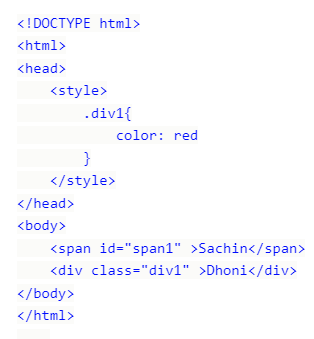 <!DOCTYPE html>
<html>
<head>
    <style>
        .div1{
            color: red
        }
    </style>
</head>
<body>
    <span id="span1" >Sachin</span>
    <div class="div1" >Dhoni</div>
</body>
</html>